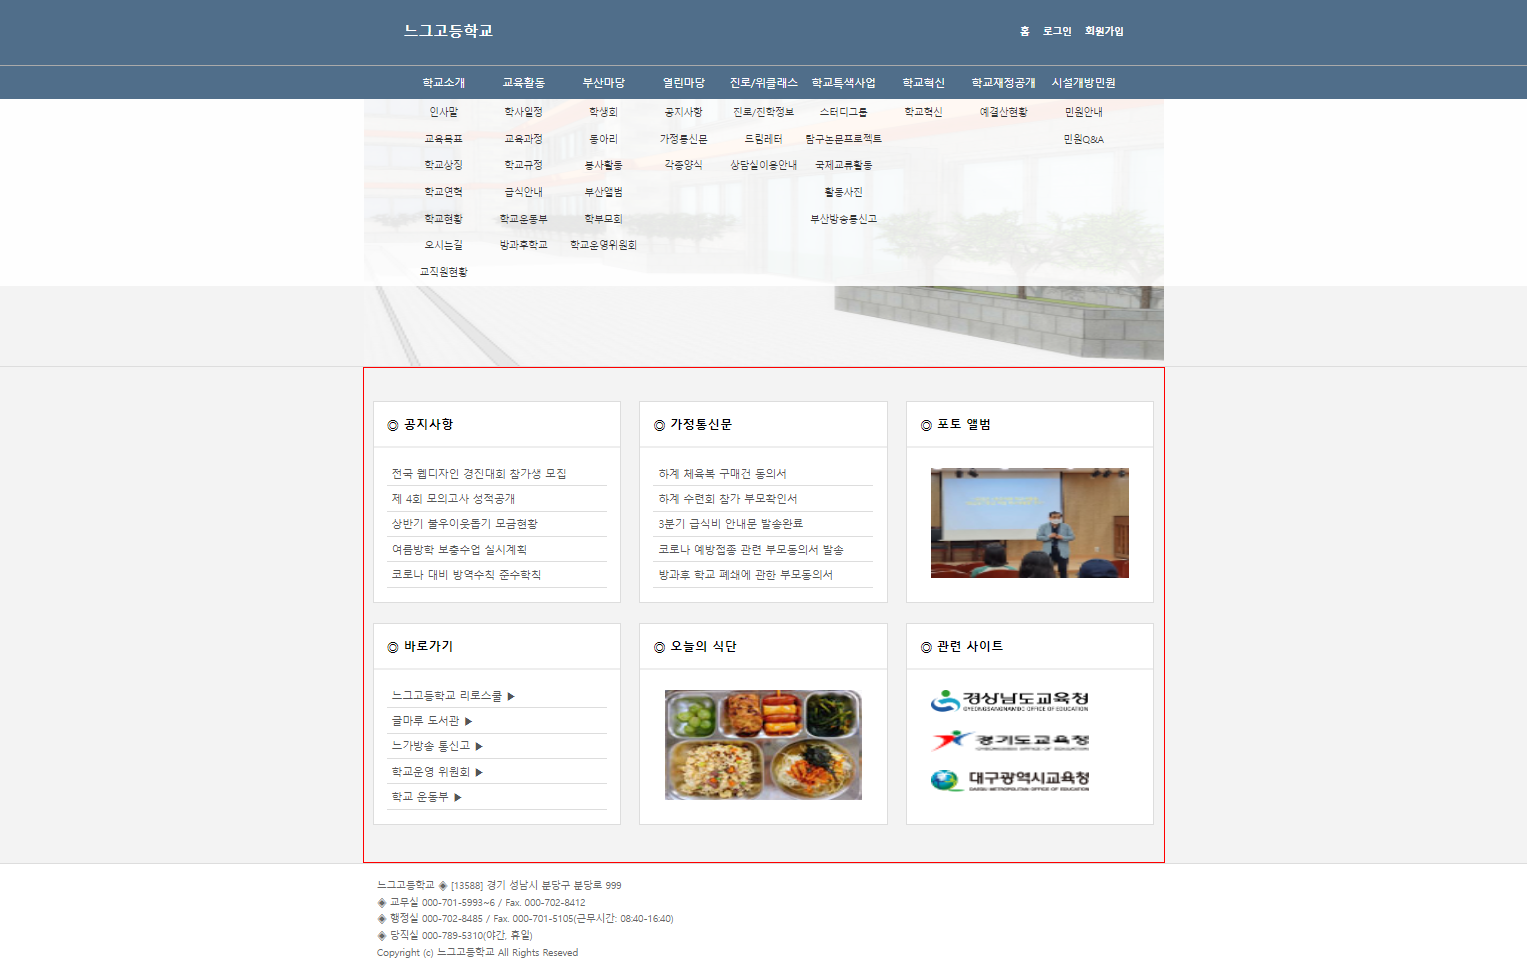 느그고등학교
홈 로그인 회원가입
학교소개 교육활동 부산마당 열린마당 진로/위클래스 학교특색사업 학교혁신 학교재정공개 시설개방민원
인사말 학사일정 학생회 공지사항 진로/진학정보 스터디그룹 학교혁신 예결산현황 민원안내
교육목표 교육과정 동아리 가정통신문 드림레터 탐구논문프로젝트 민원Q&A
학교상징 학교규정 봉사활동 각종양식 상담실이용안내 국제교류활동
학교연혁 급식안내 부산앨범 활동사진
학교현황 학교운동부 학부모회 부산방송통신고
오시는길 방과후학교 학교운영위원회
교직원현황
◎ 공지사항
전국 웹디자인 경진대회 참가생 모집
제 4회 모의고사 성적공개
상반기 불우이웃돕기 모금현황
여름방학 보충수업 실시계획
코로나 대비 방역수칙 준수학칙
◎ 가정통신문
하계 체육복 구매건 동의서
하계 수련회 참가 부모확인서
3분기 급식비 안내문 발송완료
코로나 예방접종 관련 부모동의서 발송
방과후 학교 폐쇄에 관한 부모동의서
◎ 포토 앨범
◎ 바로가기
느그고등학교 리로스쿨 ▶
글마루 도서관 ▶
느가방송 통신고 ▶
학교운영 위원회 ▶
학교 운동부 ▶
◎ 오늘의 식단
◎ 관련 사이트
경상남도교육청
GYEONGSANGNAMDO OFFICE OF EDUCATION
경기도교육청
대구광역시교육청
DAEGU METROPOLITAN OFFICE OF EDUCATION
느그고등학교 ◈ [13588] 경기 성남시 분당구 분당로 999
◈ 교무실 000-701-5993~6 / Fax. 000-702-8412
◈ 행정실 000-702-8485 / Fax. 000-701-5105(근무시간: 08:40-16:40)
◈ 당직실 000-789-5310(야간, 휴일)
Copyright (c) 느그고등학교 All Rights Reseved